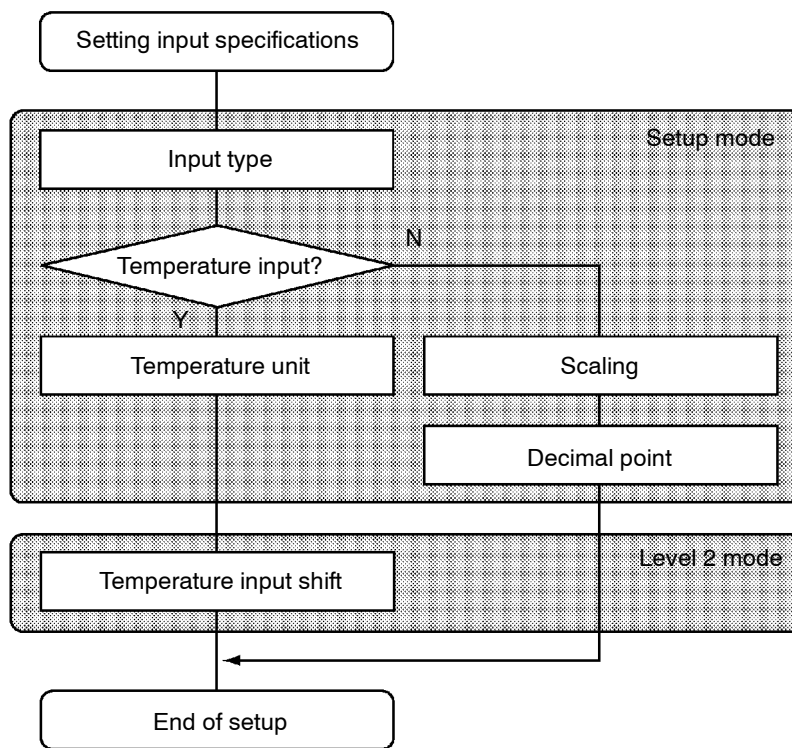 Setting input specifications
Setup mode
Input type
N
Temperature input?
Y
Temperature unit
Scaling
Decimal point
Level 2 mode
Temperature input shift
End of setup